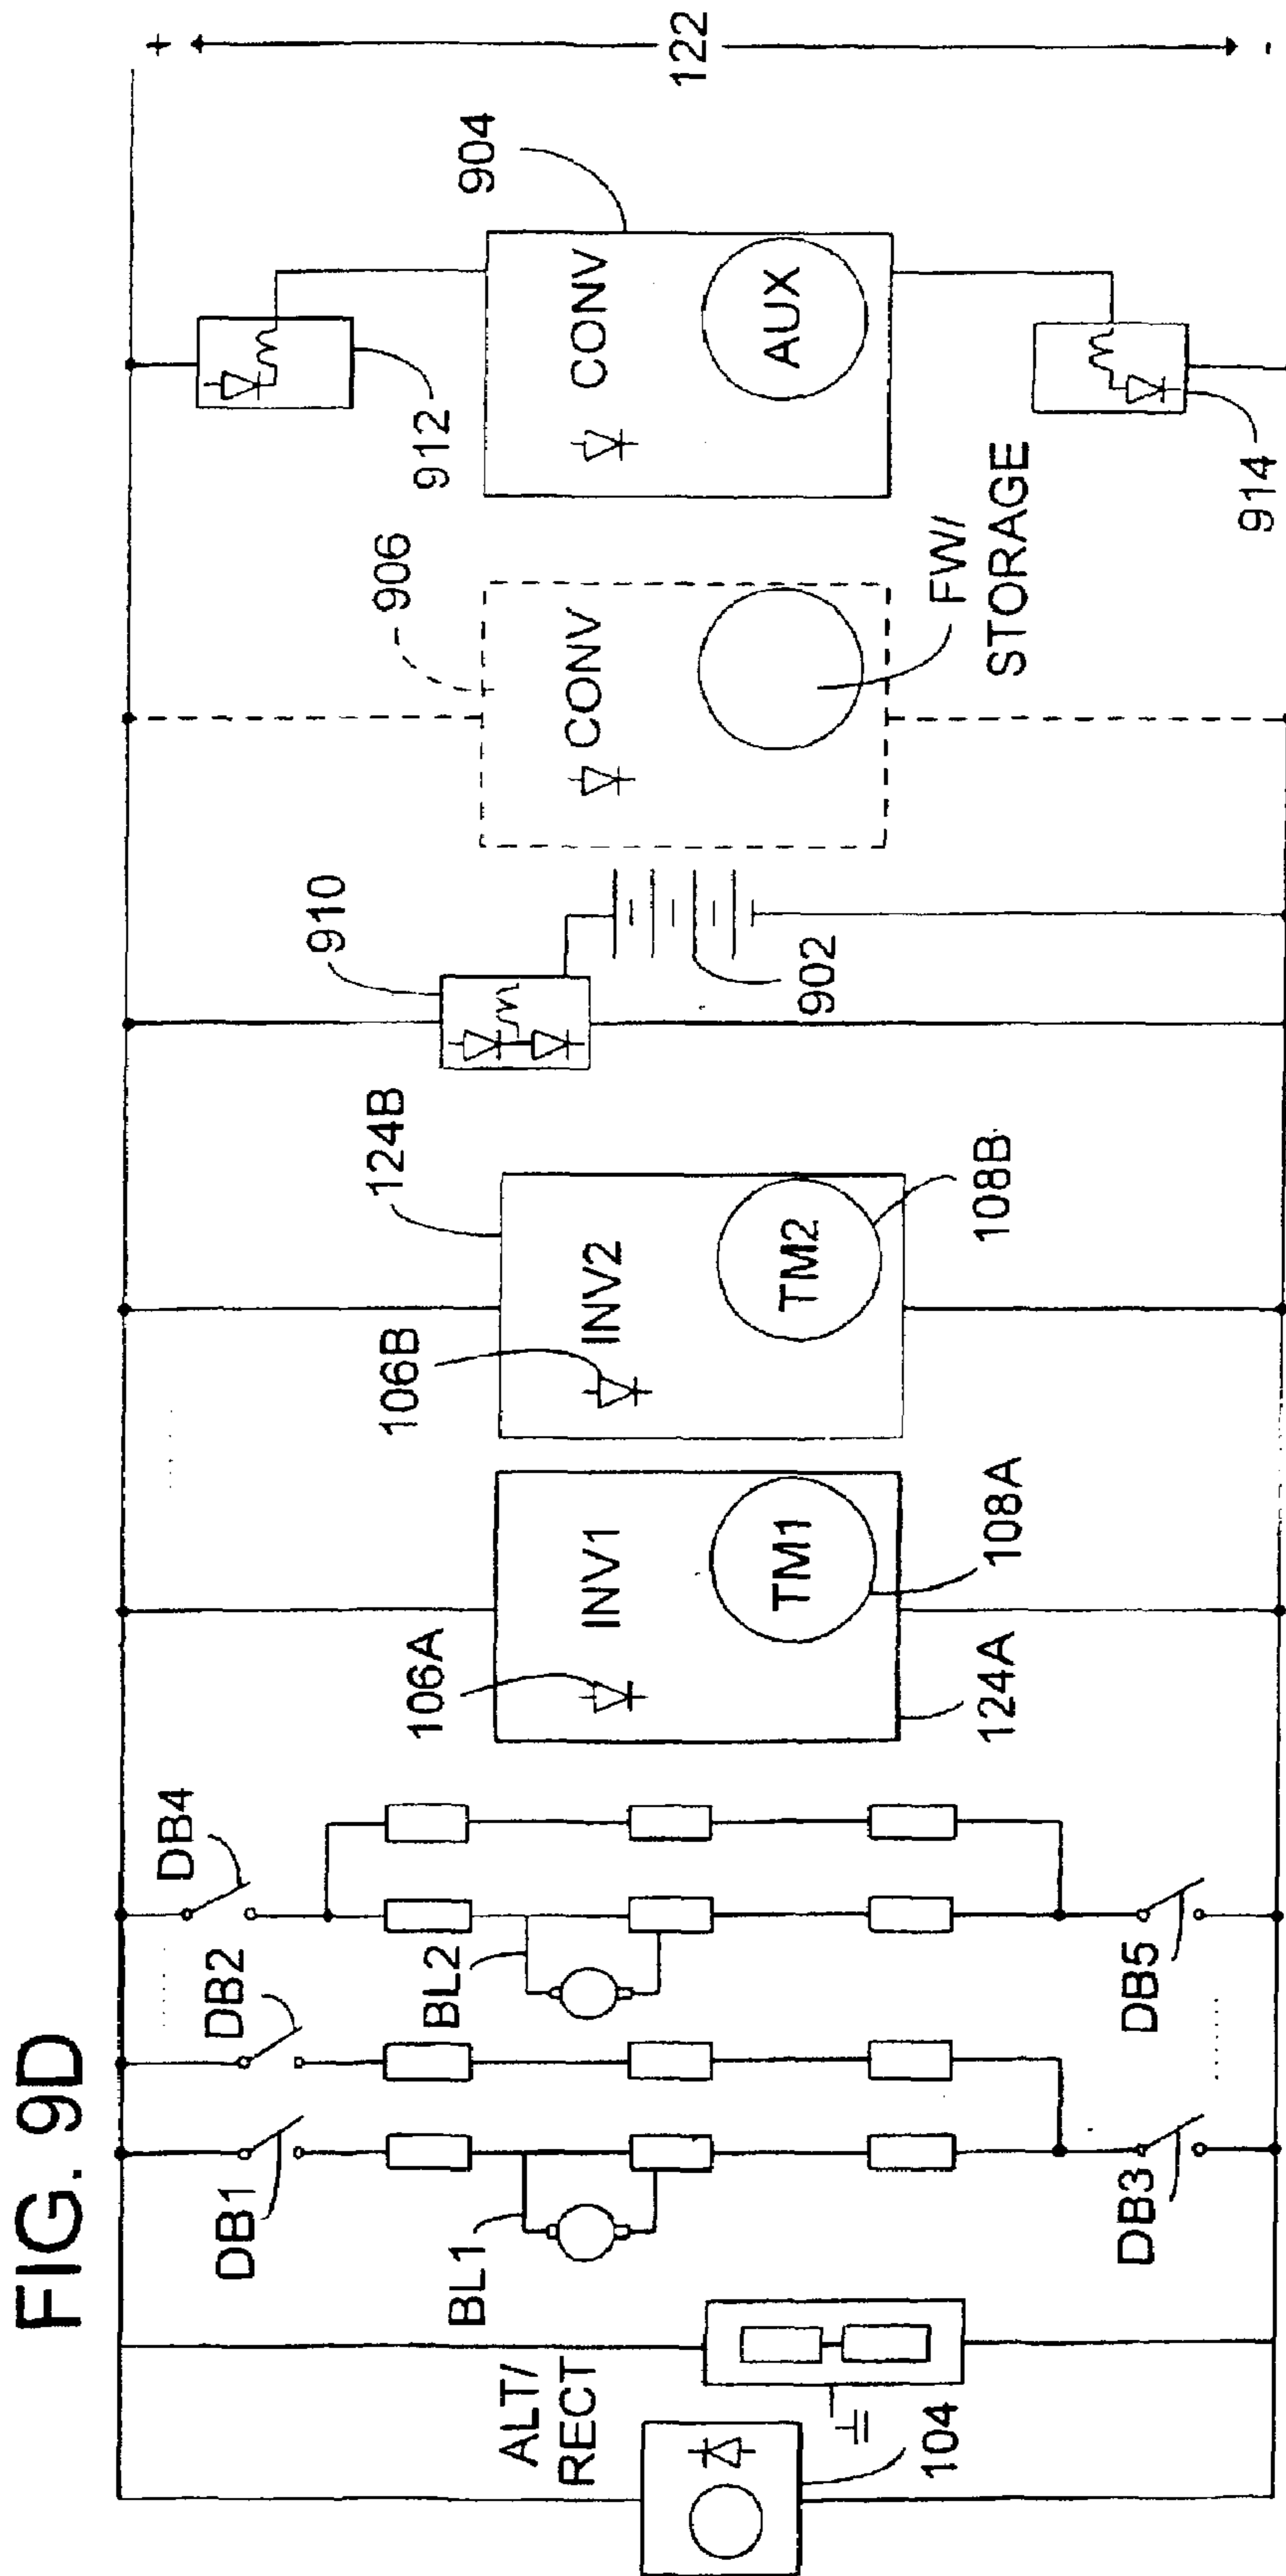 FIG. 9D
+
122
-
ALT/
RECT
104
DB1
BL1
DB2
DB3
DB4
BL2
DB5
106A
INV1
TM1
108A
124A
106B
INV2
TM2
108B
124B
910
902
906
CONV
FW/
STORAGE
912
CONV
AUX
904
914